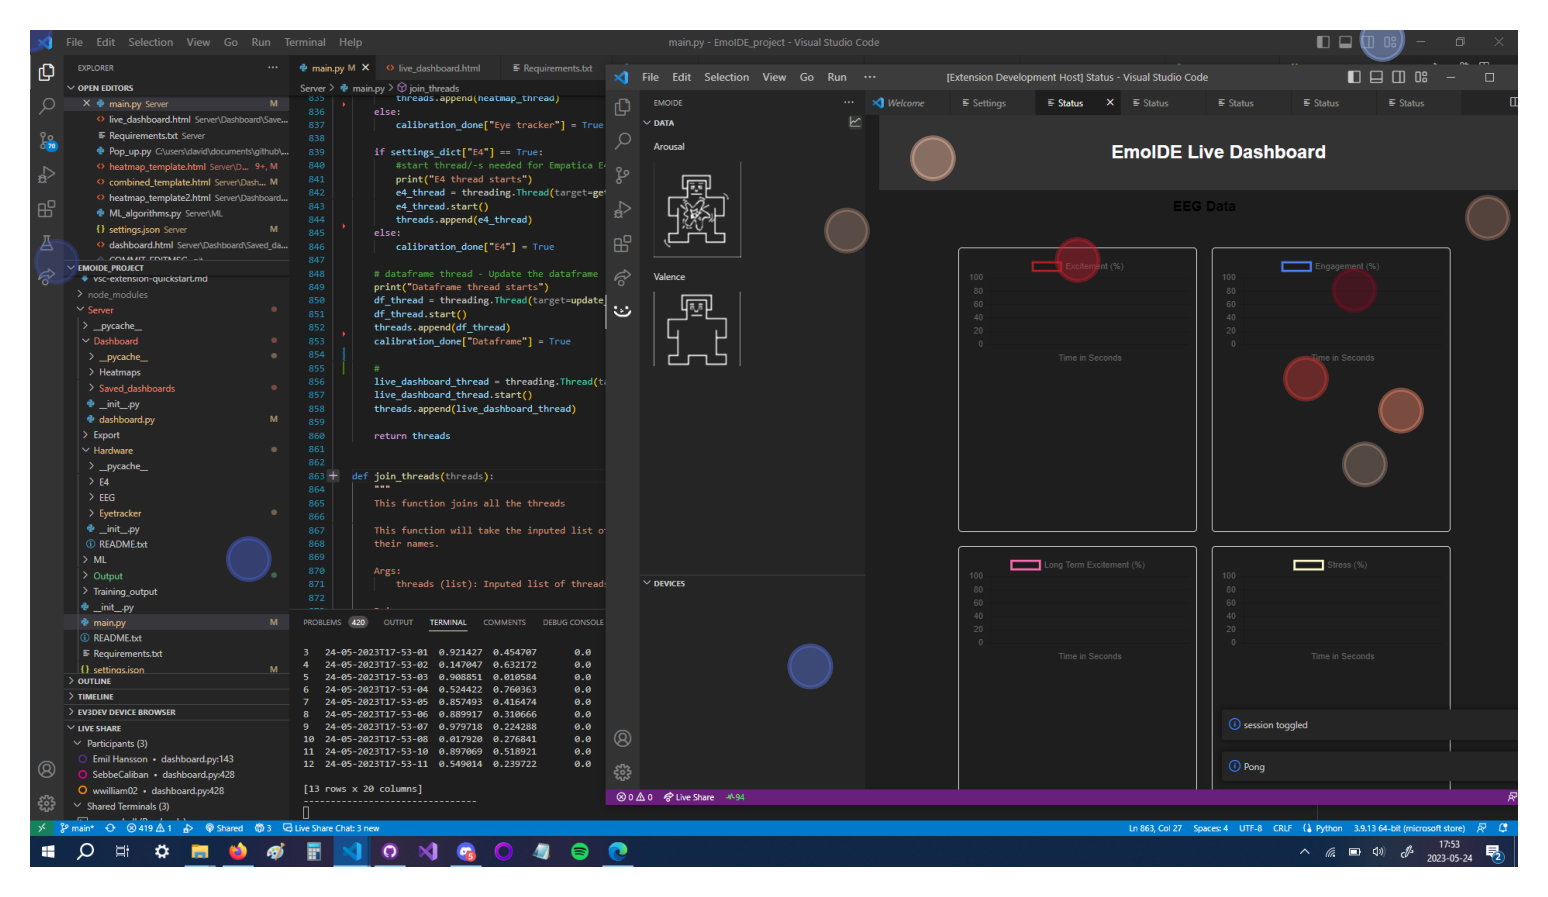 File Edit Selection View Go Run Terminal Help
main.py - EmoIDE_project - Visual Studio Code
EXPLORER
OPEN EDITORS
main.py Server M
live_dashboard.html Server\Dashboard\Save...
Requirements.txt Server
Pop_up.py C:\users\david\documents\github\...
heatmap_template.html Server\D... 9+, M
combined_template.html Server\Dash... M
heatmap_template2.html Server\Dashboard...
ML_algorithms.py Server\ML
settings.json Server M
dashboard.html Server\Dashboard\Saved_da...
EMOIDE_PROJECT
vsc-extension-quickstart.md
node_modules
Server
__pycache__
Dashboard
__pycache__
Heatmaps
Saved_dashboards
__init__.py
dashboard.py M
Export
Hardware
__pycache__
E4
EEG
Eyetracker
__init__.py
README.txt
ML
Output
Training_output
__init__.py
main.py M
README.txt
Requirements.txt
settings.json M
OUTLINE
TIMELINE
EV3DEV DEVICE BROWSER
LIVE SHARE
Participants (3)
Emil Hansson • dashboard.py:143
SebbeCaliban • dashboard.py:428
wwilliam02 • dashboard.py:428
Shared Terminals (3)
main.py M
live_dashboard.html
Requirements.txt
Server > main.py > join_threads
835 threads.append(heatmap_thread)
836 else:
837 calibration_done["Eye tracker"] = True
838
839 if settings_dict["E4"] == True:
840 #start thread/-s needed for Empatica E4
841 print("E4 thread starts")
842 e4_thread = threading.Thread(target=get
843 e4_thread.start()
844 threads.append(e4_thread)
845 else:
846 calibration_done["E4"] = True
847
848 # dataframe thread - Update the dataframe
849 print("Dataframe thread starts")
850 df_thread = threading.Thread(target=update_
851 df_thread.start()
852 threads.append(df_thread)
853 calibration_done["Dataframe"] = True
854
855 #
856 live_dashboard_thread = threading.Thread(ta
857 live_dashboard_thread.start()
858 threads.append(live_dashboard_thread)
859
860 return threads
861
862
863 def join_threads(threads):
864 """
865 This function joins all the threads
866
867 This function will take the inputed list of
868 their names.
869
870 Args:
871 threads (list): Inputed list of threads
872
PROBLEMS 420 OUTPUT TERMINAL COMMENTS DEBUG CONSOLE
3 24-05-2023T17-53-01 0.921427 0.454707 0.0
4 24-05-2023T17-53-02 0.147047 0.632172 0.0
5 24-05-2023T17-53-03 0.908851 0.010584 0.0
6 24-05-2023T17-53-04 0.524422 0.760363 0.0
7 24-05-2023T17-53-05 0.857493 0.416474 0.0
8 24-05-2023T17-53-06 0.889917 0.310666 0.0
9 24-05-2023T17-53-07 0.979718 0.224288 0.0
10 24-05-2023T17-53-08 0.017920 0.276841 0.0
11 24-05-2023T17-53-10 0.897069 0.518921 0.0
12 24-05-2023T17-53-11 0.549014 0.239722 0.0
[13 rows x 20 columns]
--------------------------------
File Edit Selection View Go Run ···
[Extension Development Host] Status - Visual Studio Code
EMOIDE
DATA
Arousal
Valence
DEVICES
Welcome
Settings
Status
Status
Status
Status
Status
EmoIDE Live Dashboard
EEG Data
Excitement (%)
100
80
60
40
20
0
Time in Seconds
Engagement (%)
100
80
60
40
20
0
Time in Seconds
Long Term Excitement (%)
100
80
60
40
20
0
Time in Seconds
Stress (%)
100
80
60
40
20
0
Time in Seconds
session toggled
Pong
0 0 Live Share 94
main* 419 1 Shared 3 Live Share Chat: 3 new
Ln 863, Col 27 Spaces: 4 UTF-8 CRLF Python 3.9.13 64-bit (microsoft store)
17:53
2023-05-24
2